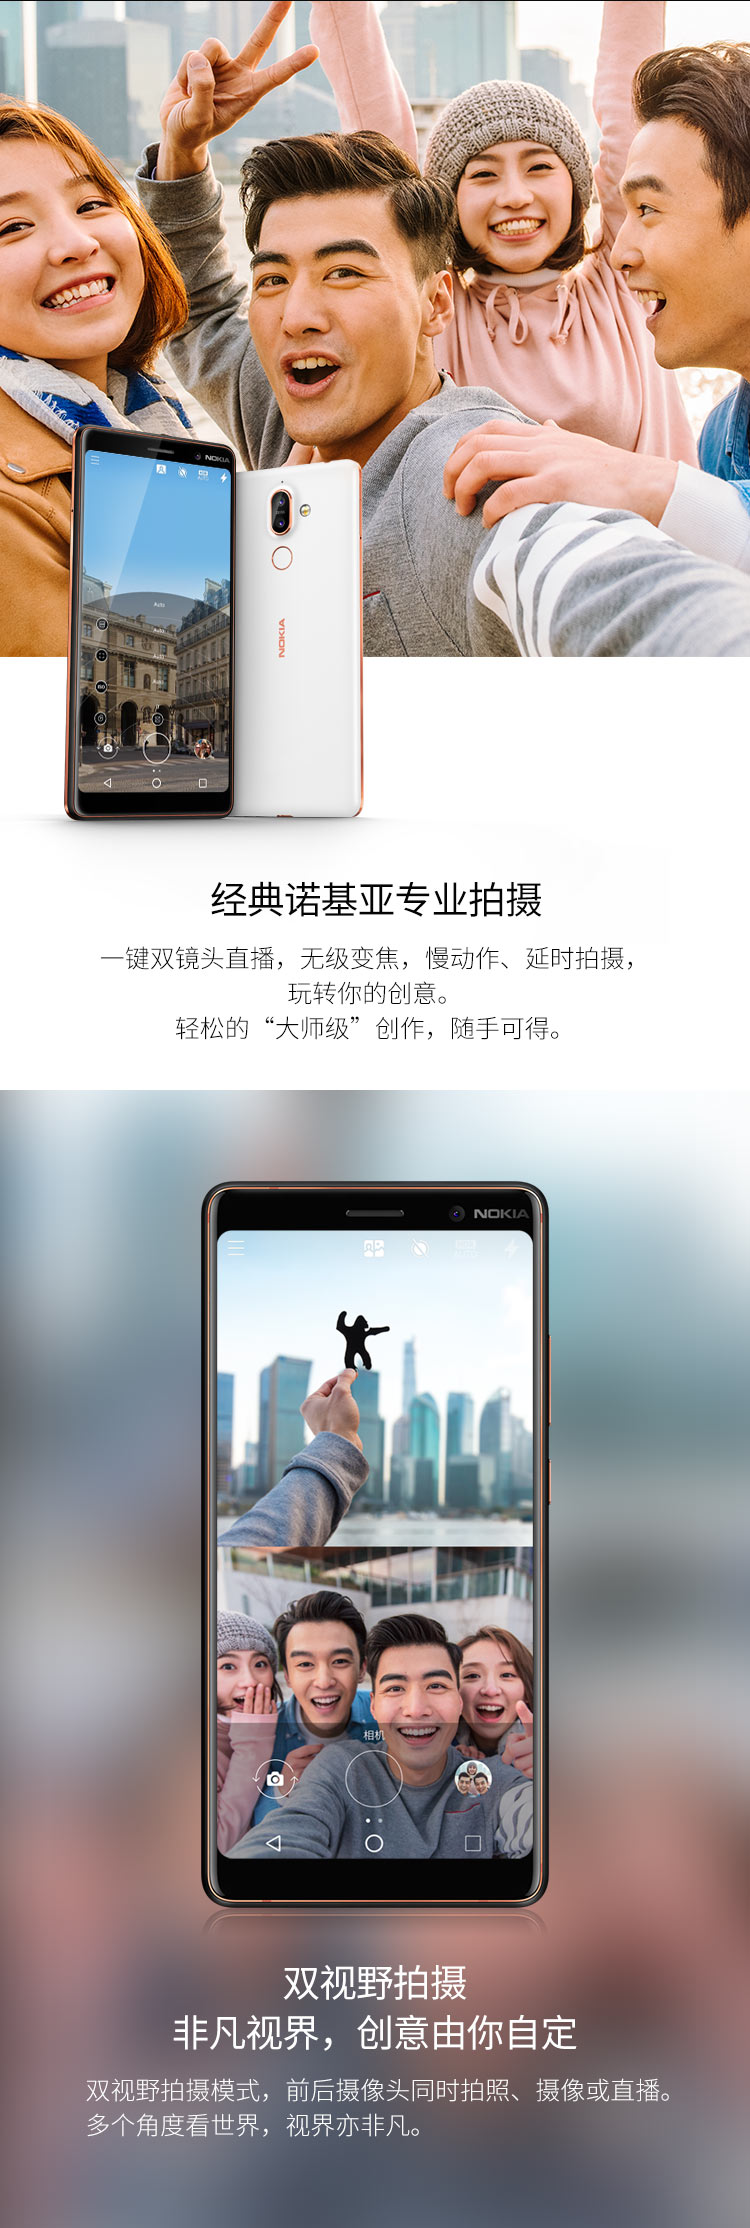 NOKIA
Auto
Auto
Auto
Auto
NOKIA
经典诺基亚专业拍摄
一键双镜头直播，无级变焦，慢动作、延时拍摄，
玩转你的创意。
轻松的“大师级”创作，随手可得。
NOKIA
AUTO
相机
双视野拍摄
非凡视界，创意由你自定
双视野拍摄模式，前后摄像头同时拍照、摄像或直播。
多个角度看世界，视界亦非凡。